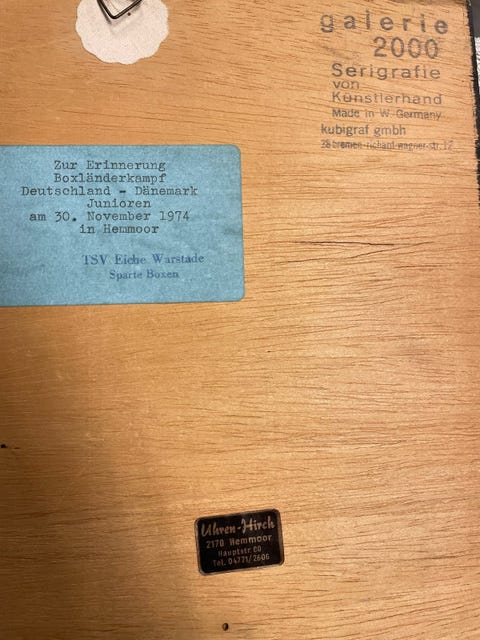 galerie
2000
Serigrafie
von
Künstlerhand
Made in W. Germany
kubigraf gmbh
28 bremen richard-wagner-str. 12
Zur Erinnerung
Boxländerkampf
Deutschland - Dänemark
Junioren
am 30. November 1974
in Hemmoor
TSV Eiche Warstade
Sparte Boxen
Uhren-Hirch
2170 Hemmoor
Hauptstr. 60
Tel. 04771/2606